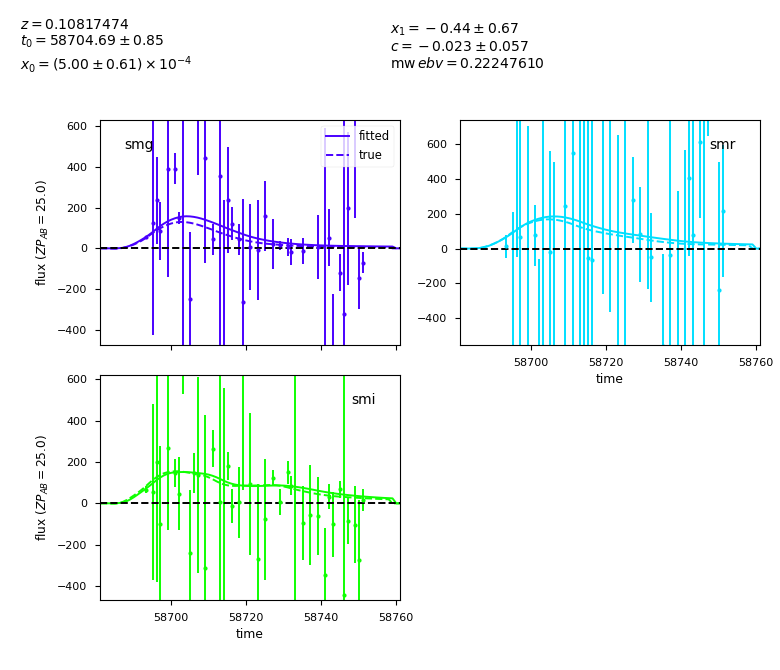 z = 0.10817474
t₀ = 58704.69 ± 0.85
x₀ = (5.00 ± 0.61) × 10⁻⁴
x₁ = −0.44 ± 0.67
c = −0.023 ± 0.057
mw ebv = 0.22247610
smg
fitted
true
600
400
200
0
−200
−400
flux (ZP_AB = 25.0)
smr
600
400
200
0
−200
−400
58700
58720
58740
58760
time
smi
600
400
200
0
−200
−400
flux (ZP_AB = 25.0)
58700
58720
58740
58760
time